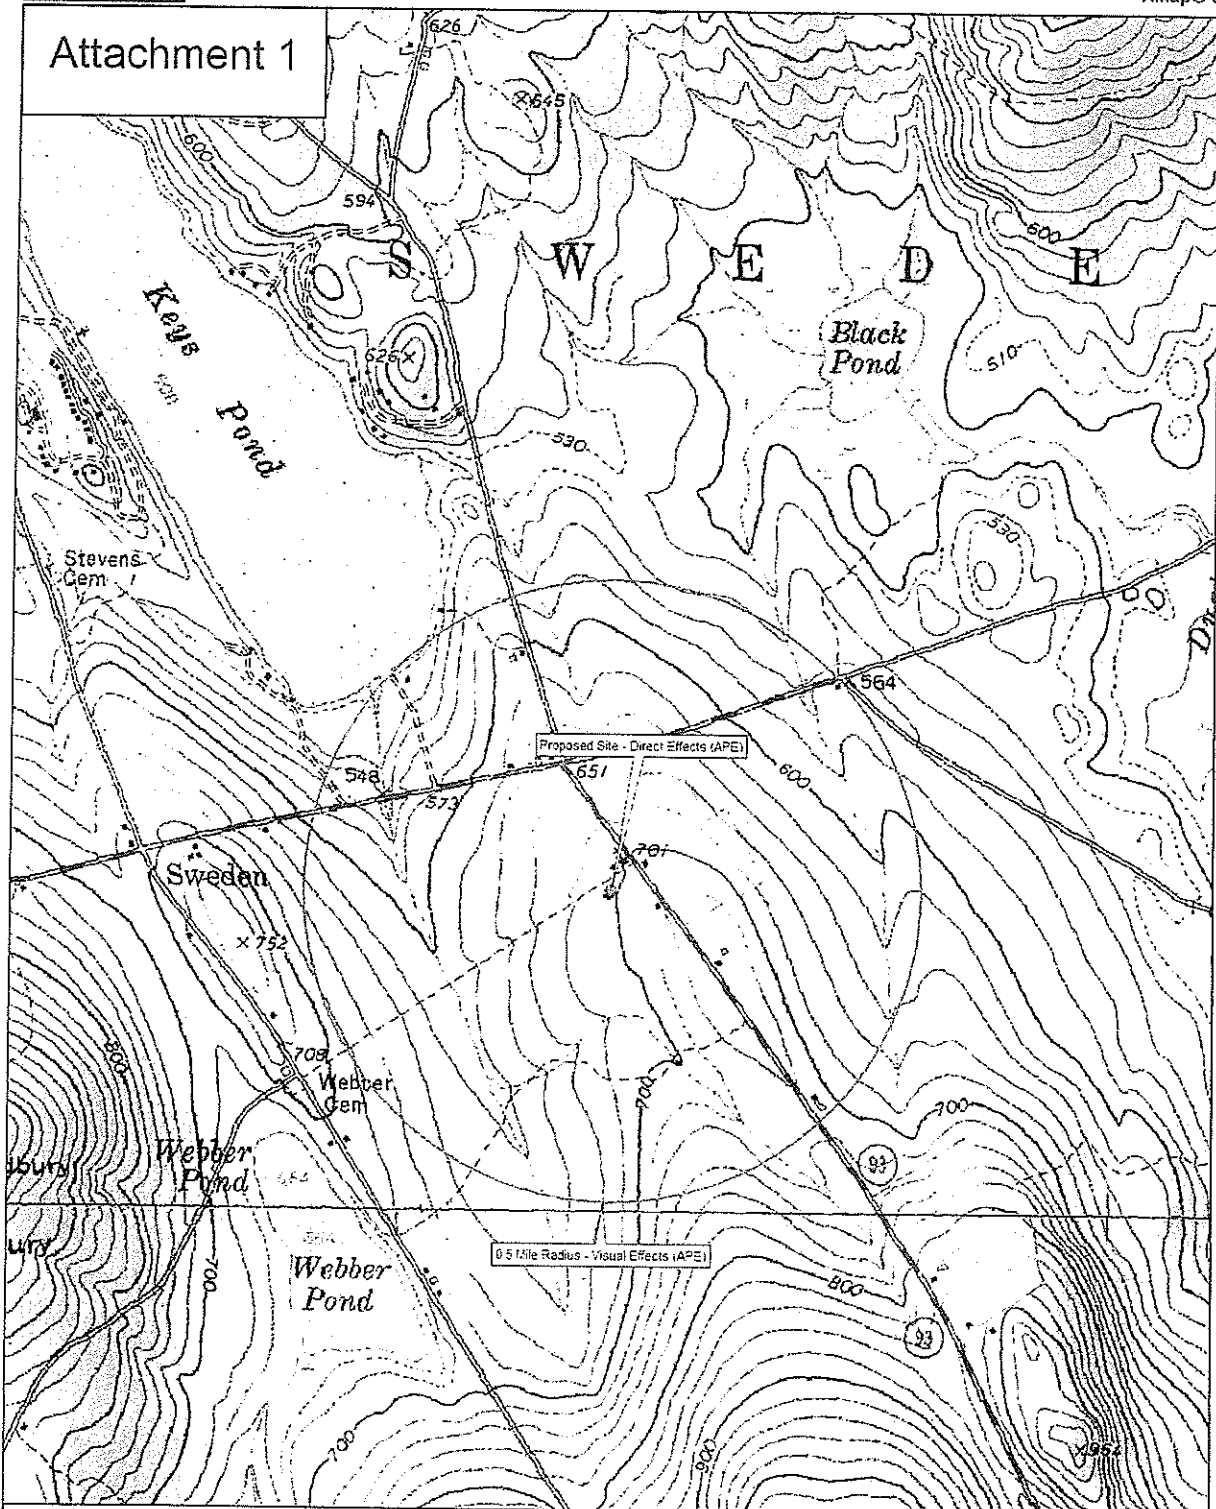 Attachment 1
626
×645
600
594
600
S W E D E
Keys
Pond
Black
Pond
626×
510
530
530
Stevens
Cem
564
Proposed Site - Direct Effects (APE)
651
548
573
600
701
Sweden
×752
800
708
Webber
Cem
700
700
93
Webber
Pond
0.5 Mile Radius - Visual Effects (APE)
700
Webber
Pond
800
93
700
900